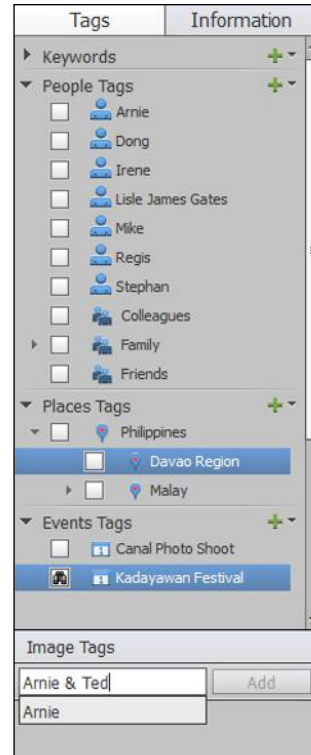 Tags Information
Keywords
People Tags
Arnie
Dong
Irene
Lisle James Gates
Mike
Regis
Stephan
Colleagues
Family
Friends
Places Tags
Philippines
Davao Region
Malay
Events Tags
Canal Photo Shoot
Kadayawan Festival
Image Tags
Arnie & Ted Add
Arnie